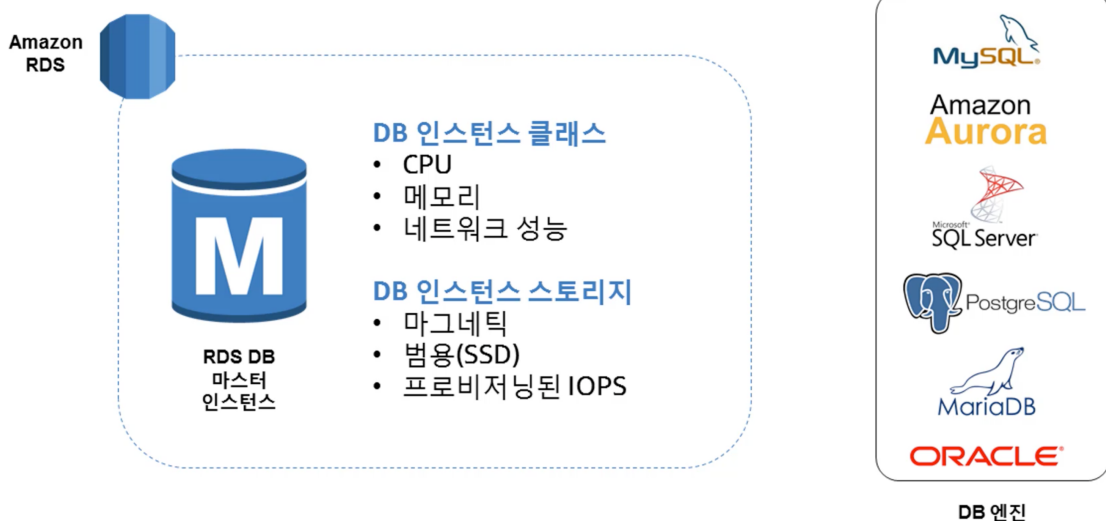 Amazon
RDS
M
RDS DB
마스터
인스턴스
DB 인스턴스 클래스
• CPU
• 메모리
• 네트워크 성능
DB 인스턴스 스토리지
• 마그네틱
• 범용(SSD)
• 프로비저닝된 IOPS
MySQL®
Amazon
Aurora
Microsoft®
SQL Server®
PostgreSQL
MariaDB
ORACLE®
DB 엔진